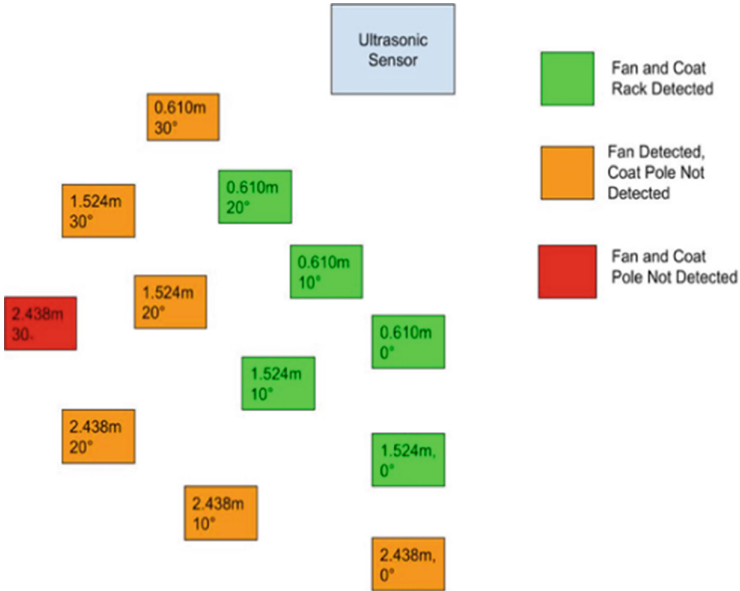 Ultrasonic
Sensor
Fan and Coat
Rack Detected
0.610m
30°
Fan Detected,
Coat Pole Not
Detected
1.524m
30°
0.610m
20°
0.610m
10°
Fan and Coat
Pole Not Detected
1.524m
20°
2.438m
30°
0.610m
0°
1.524m
10°
2.438m
20°
1.524m,
0°
2.438m
10°
2.438m,
0°